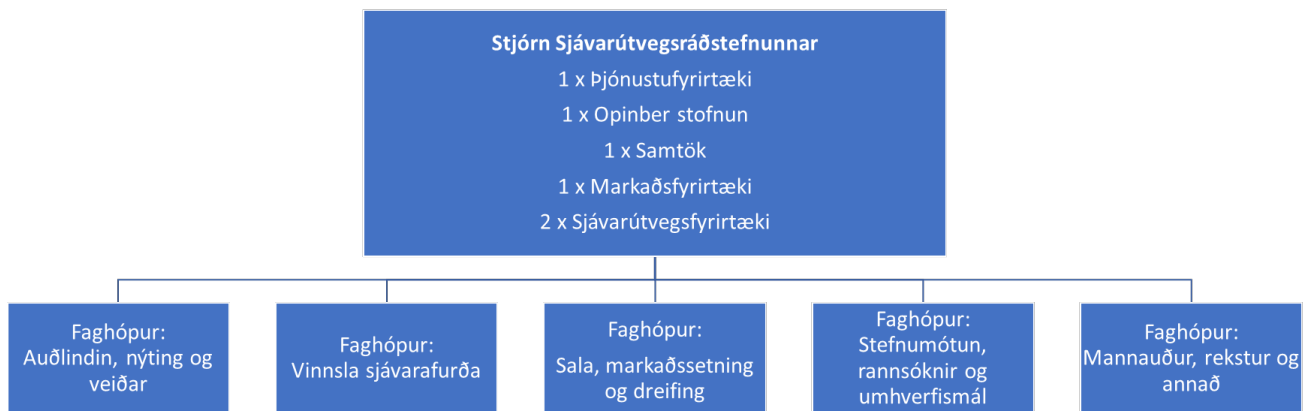 Stjórn Sjávarútvegsráðstefnunnar
1 x Þjónustufyrirtæki
1 x Opinber stofnun
1 x Samtök
1 x Markaðsfyrirtæki
2 x Sjávarútvegsfyrirtæki
Faghópur:
Auðlindin, nýting og
veiðar
Faghópur:
Vinnsla sjávarafurða
Faghópur:
Sala, markaðssetning
og dreifing
Faghópur:
Stefnumótun,
rannsóknir og
umhverfismál
Faghópur:
Mannauður, rekstur og
annað